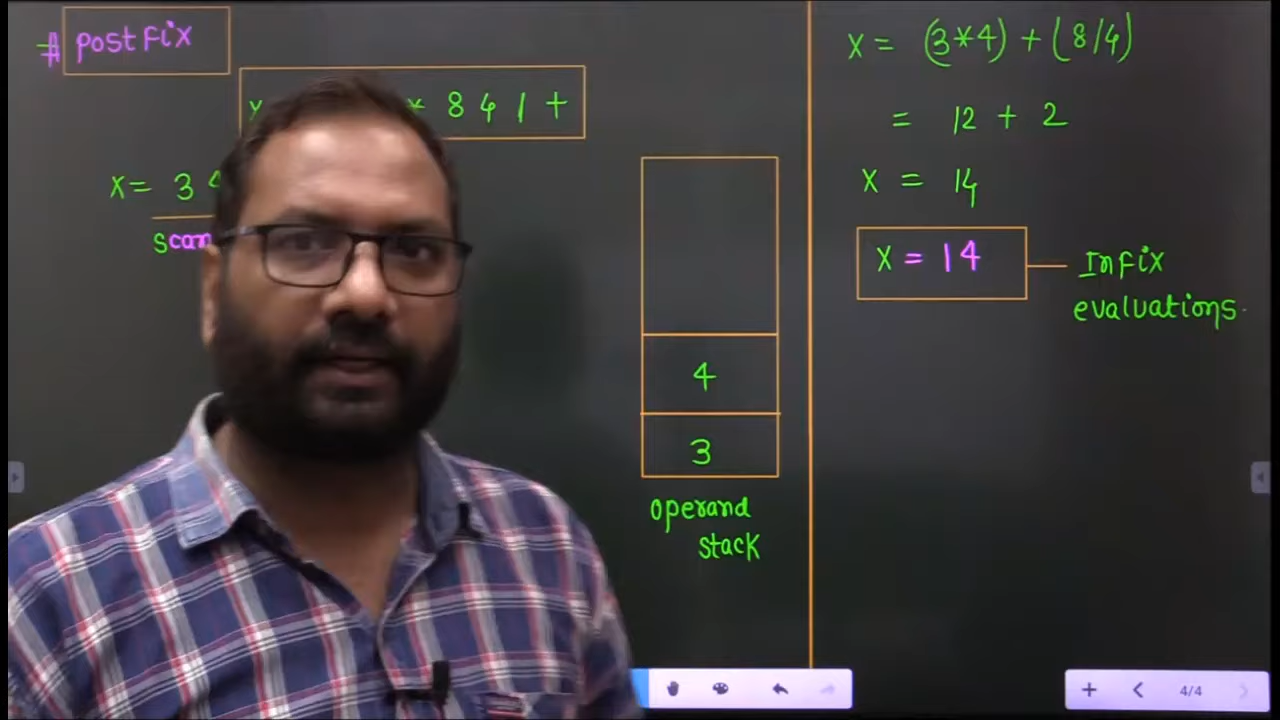 # postfix
* 8 4 / +
X = 3 4
scan
4
3
operand
stack
X = (3*4) + (8/4)
= 12 + 2
X = 14
X = 14
Infix
evaluations.
4/4